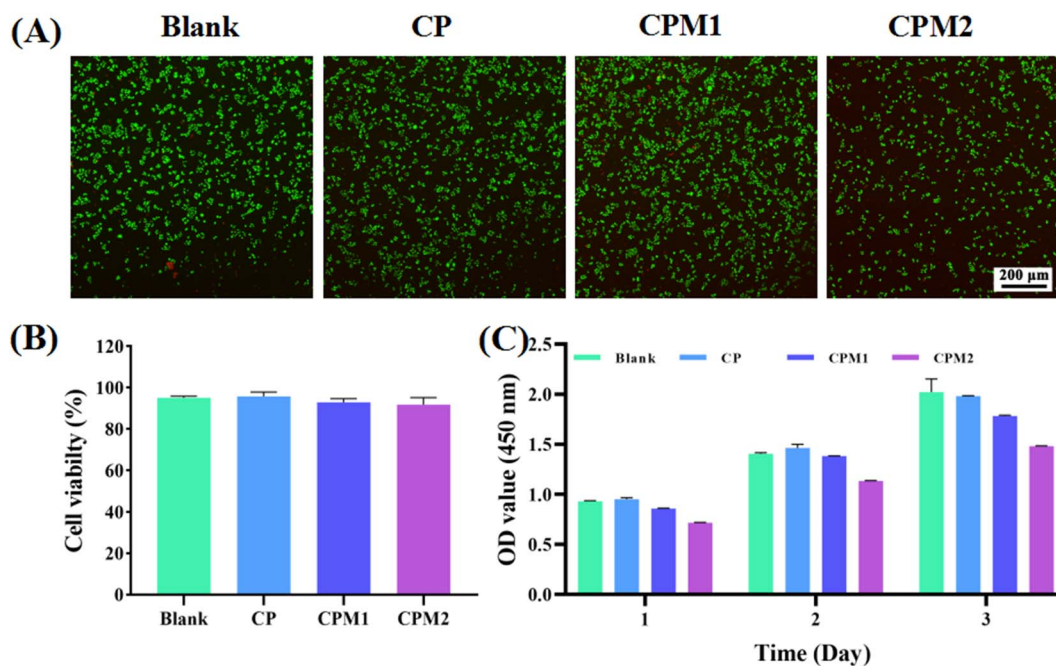 (A) Blank CP CPM1 CPM2
200 μm
(B)
Cell viabilty (%)
120
100
80
60
40
20
0
Blank CP CPM1 CPM2
(C)
OD value (450 nm)
Blank CP CPM1 CPM2
2.5
2.0
1.5
1.0
0.5
0.0
1 2 3
Time (Day)